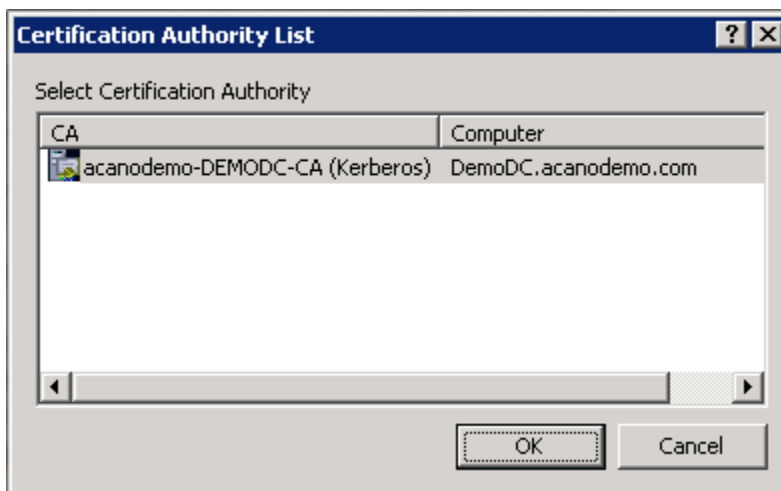 Certification Authority List
Select Certification Authority
CA Computer
acanodemo-DEMODC-CA (Kerberos) DemoDC.acanodemo.com
OK Cancel